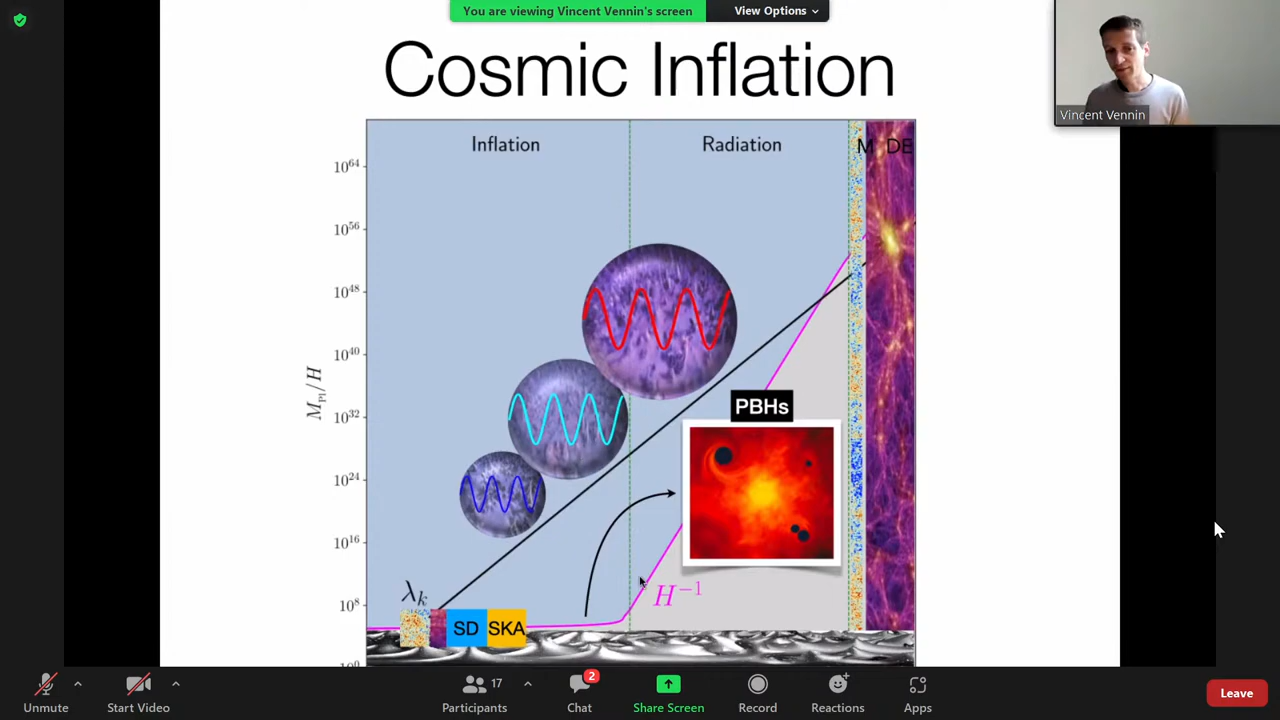 You are viewing Vincent Vennin's screen
View Options
Vincent Vennin
Cosmic Inflation
Inflation
Radiation
M
DE
10^64
10^56
10^48
10^40
10^32
10^24
10^16
10^8
10^0
M_Pl/H
PBHs
λ_k
H^−1
SD
SKA
Unmute
Start Video
Participants
17
Chat
2
Share Screen
Record
Reactions
Apps
Leave